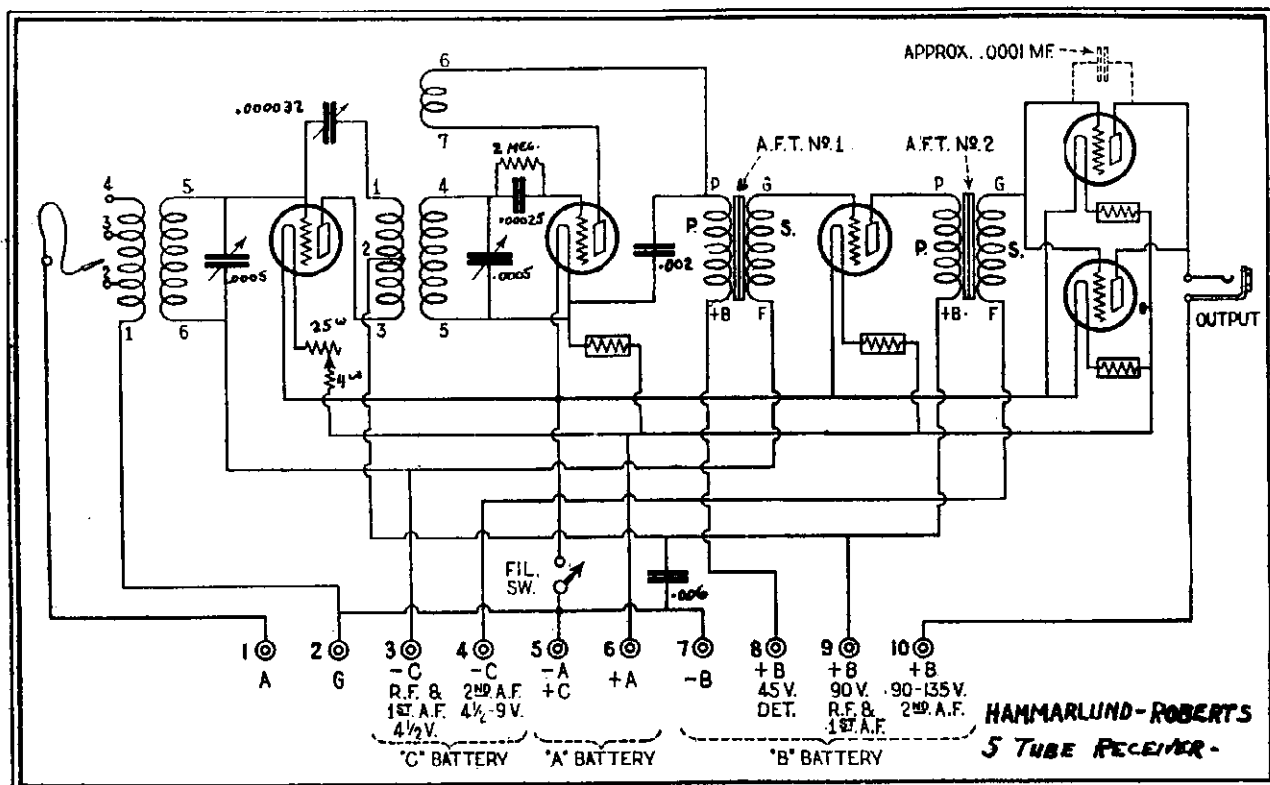 APPROX. .0001 MF.
6
.000032
7
2 MEG.
A.F.T. Nº.1
A.F.T. Nº.2
4
5
1
4
P
G
P
G
3
.00025
P.
S.
P.
S.
2
2
.0005
.0005
.002
1
6
3
5
+B
F
+B.
F
OUTPUT
25ω
4ω
FIL.
SW.
.006
1
2
3
4
5
6
7
8
9
10
A
G
-C
-C
-A
+A
-B
+B
+B
+B
R.F. &
2ND. A.F.
+C
45 V.
90 V.
90-135 V.
1ST. A.F.
4½-9 V.
DET.
R.F. &
2ND. A.F.
4½ V.
1ST. A.F.
"C" BATTERY
"A" BATTERY
"B" BATTERY
HAMMARLUND-ROBERTS
5 TUBE RECEIVER-